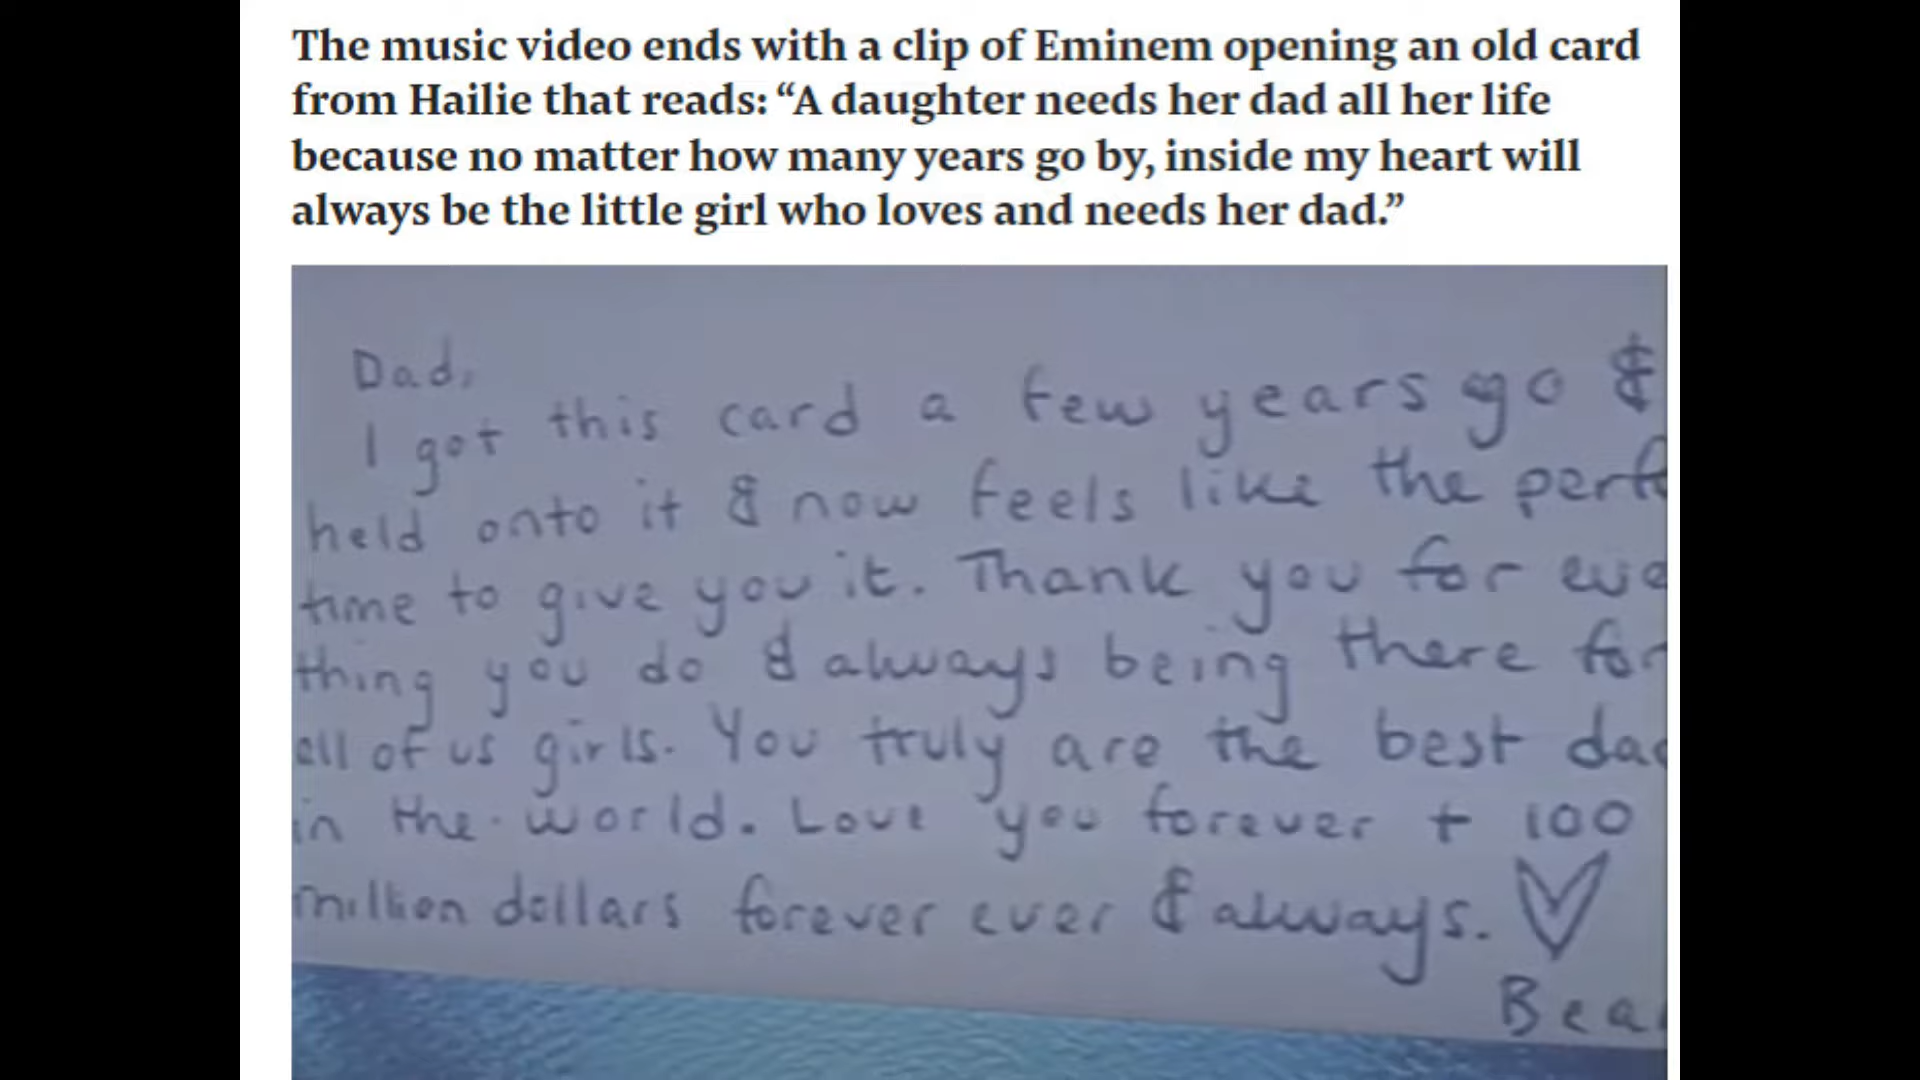 The music video ends with a clip of Eminem opening an old card
from Hailie that reads: “A daughter needs her dad all her life
because no matter how many years go by, inside my heart will
always be the little girl who loves and needs her dad.”
Dad,
I got this card a few years ago &
held onto it & now feels like the perfe
time to give you it. Thank you for eve
thing you do & always being there for
all of us girls. You truly are the best dad
in the world. Love you forever + 100
million dollars forever ever & always. ♡
Bea